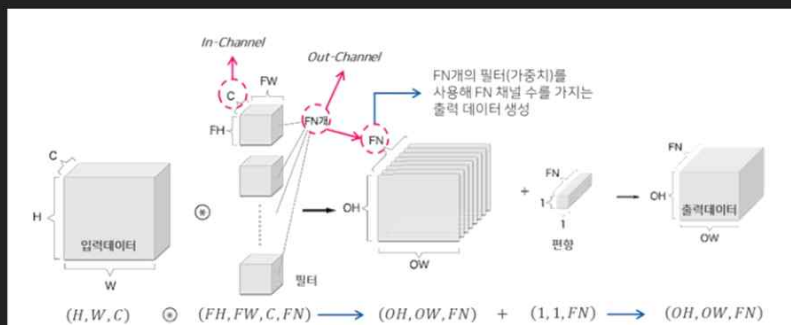 In-Channel
Out-Channel
C
FW
FH
FN개
FN
FN개의 필터(가중치)를
사용해 FN 채널 수를 가지는
출력 데이터 생성
C
H
입력데이터
W
⊛
필터
OH
OW
+
FN
1
1
편향
FN
OH
출력데이터
OW
(H, W, C) ⊛ (FH, FW, C, FN) → (OH, OW, FN) + (1, 1, FN) → (OH, OW, FN)